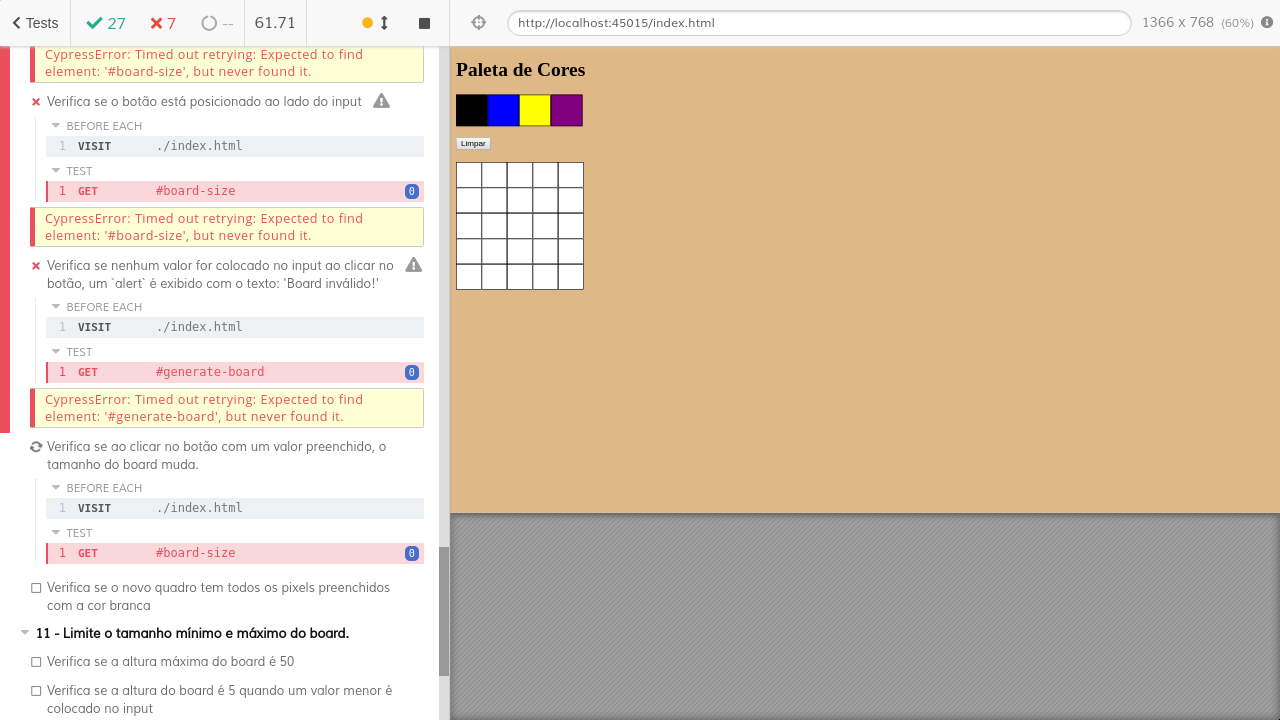 Tests 27 7 -- 61.71 http://localhost:45015/index.html 1366 x 768 (60%)
CypressError: Timed out retrying: Expected to find
element: '#board-size', but never found it.
Verifica se o botão está posicionado ao lado do input
BEFORE EACH
1 VISIT ./index.html
TEST
1 GET #board-size 0
CypressError: Timed out retrying: Expected to find
element: '#board-size', but never found it.
Verifica se nenhum valor for colocado no input ao clicar no
botão, um `alert` é exibido com o texto: 'Board inválido!'
BEFORE EACH
1 VISIT ./index.html
TEST
1 GET #generate-board 0
CypressError: Timed out retrying: Expected to find
element: '#generate-board', but never found it.
Verifica se ao clicar no botão com um valor preenchido, o
tamanho do board muda.
BEFORE EACH
1 VISIT ./index.html
TEST
1 GET #board-size 0
Verifica se o novo quadro tem todos os pixels preenchidos
com a cor branca
11 - Limite o tamanho mínimo e máximo do board.
Verifica se a altura máxima do board é 50
Verifica se a altura do board é 5 quando um valor menor é
colocado no input
Paleta de Cores
Limpar